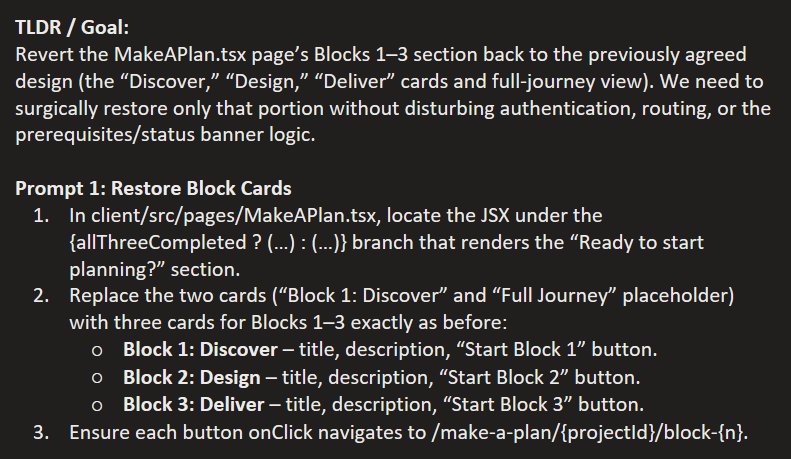 TLDR / Goal:
Revert the MakeAPlan.tsx page’s Blocks 1–3 section back to the previously agreed
design (the “Discover,” “Design,” “Deliver” cards and full-journey view). We need to
surgically restore only that portion without disturbing authentication, routing, or the
prerequisites/status banner logic.
Prompt 1: Restore Block Cards
1. In client/src/pages/MakeAPlan.tsx, locate the JSX under the
{allThreeCompleted ? (...) : (...)} branch that renders the “Ready to start
planning?” section.
2. Replace the two cards (“Block 1: Discover” and “Full Journey” placeholder)
with three cards for Blocks 1–3 exactly as before:
o Block 1: Discover – title, description, “Start Block 1” button.
o Block 2: Design – title, description, “Start Block 2” button.
o Block 3: Deliver – title, description, “Start Block 3” button.
3. Ensure each button onClick navigates to /make-a-plan/{projectId}/block-{n}.